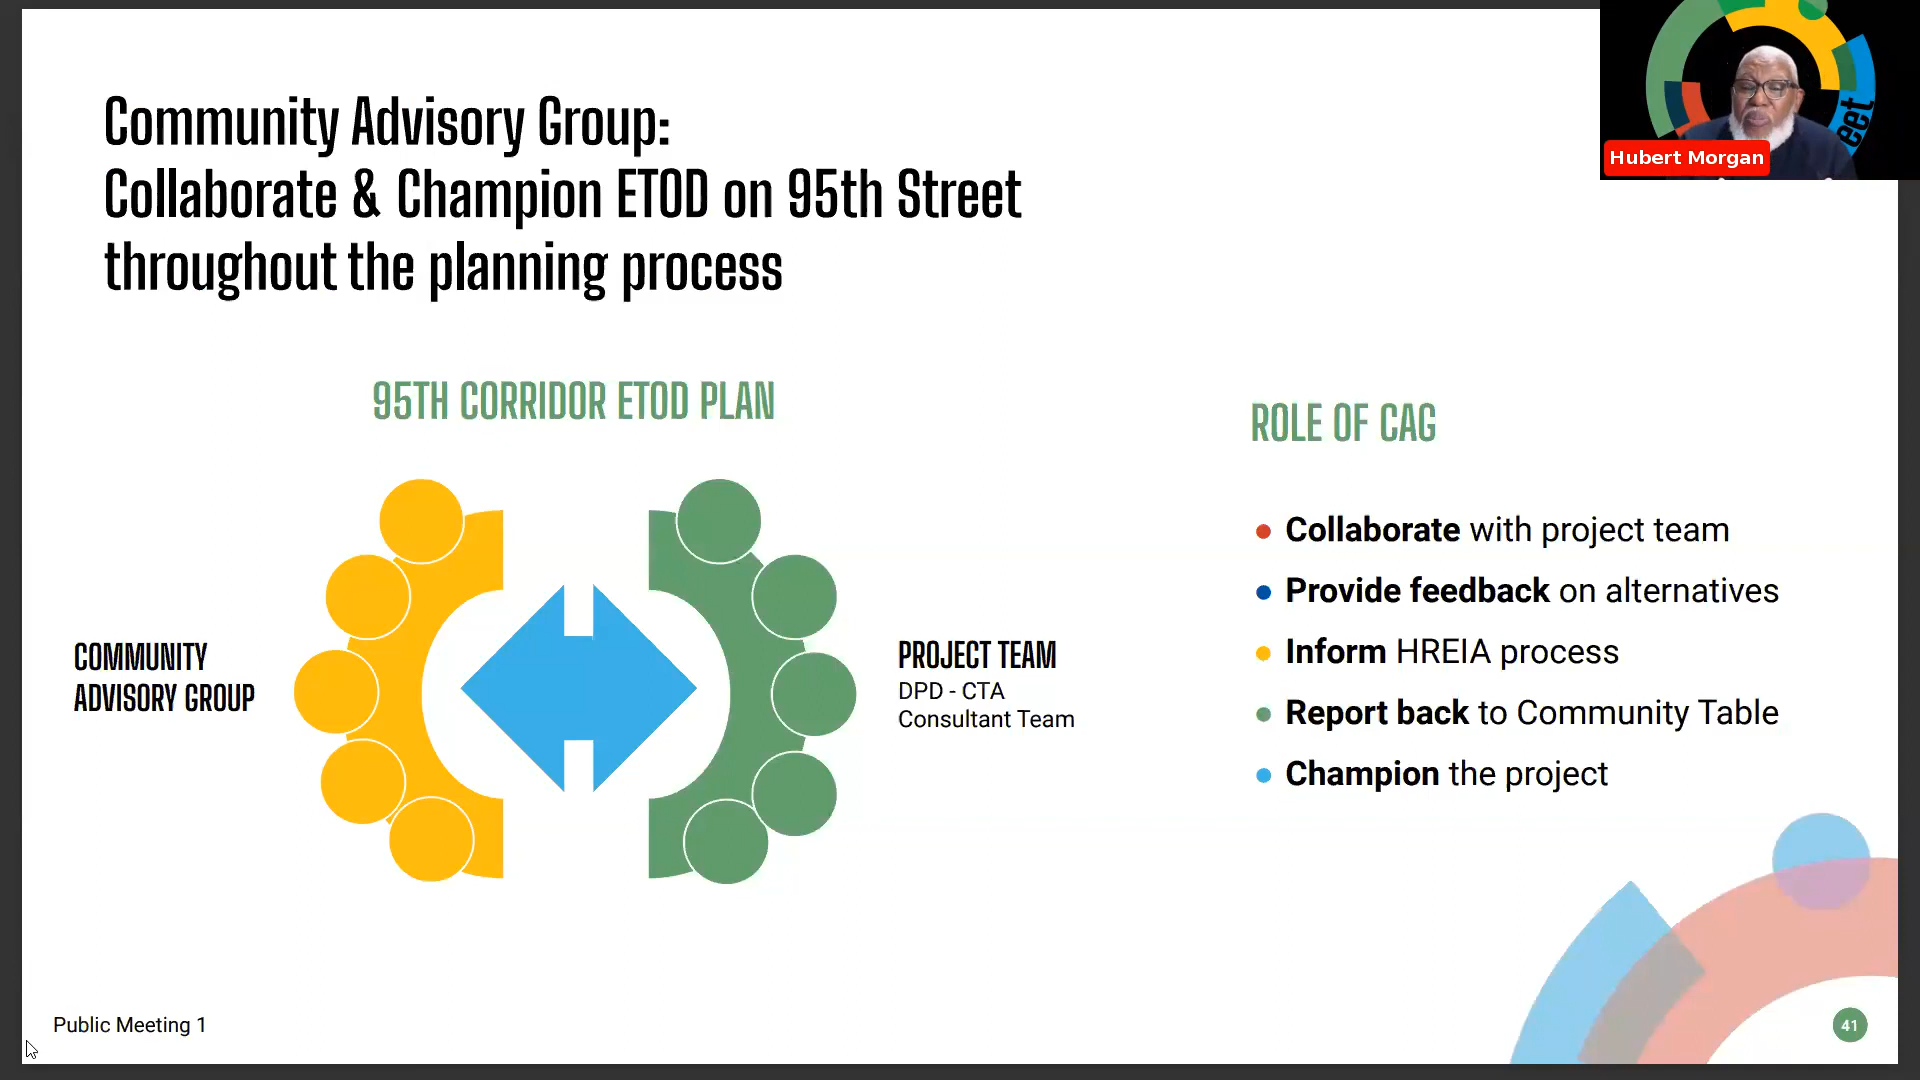 Community Advisory Group:
Collaborate & Champion ETOD on 95th Street
throughout the planning process
eet
Hubert Morgan
95TH CORRIDOR ETOD PLAN
COMMUNITY
ADVISORY GROUP
PROJECT TEAM
DPD - CTA
Consultant Team
ROLE OF CAG
Collaborate with project team
Provide feedback on alternatives
Inform HREIA process
Report back to Community Table
Champion the project
Public Meeting 1
41